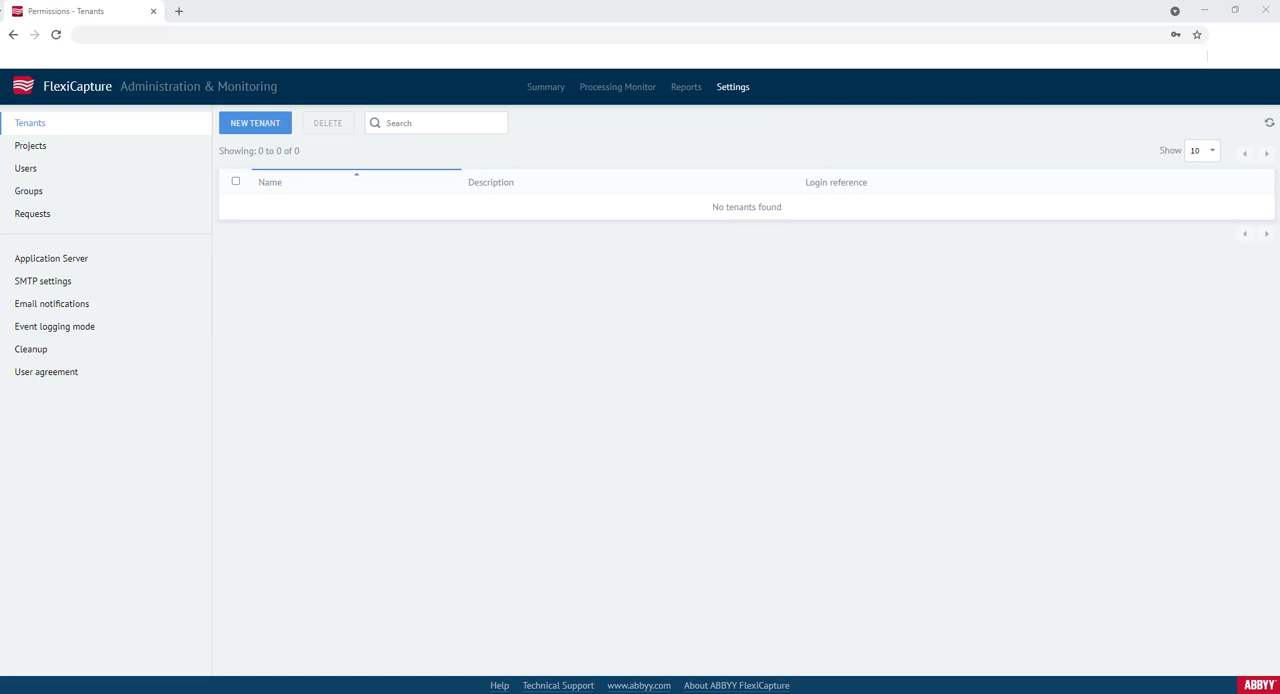 Permissions - Tenants
FlexiCapture Administration & Monitoring
Summary Processing Monitor Reports Settings
Tenants
Projects
Users
Groups
Requests
Application Server
SMTP settings
Email notifications
Event logging mode
Cleanup
User agreement
NEW TENANT DELETE Search
Showing: 0 to 0 of 0 Show 10
Name Description Login reference
No tenants found
Help Technical Support www.abbyy.com About ABBYY FlexiCapture ABBYY